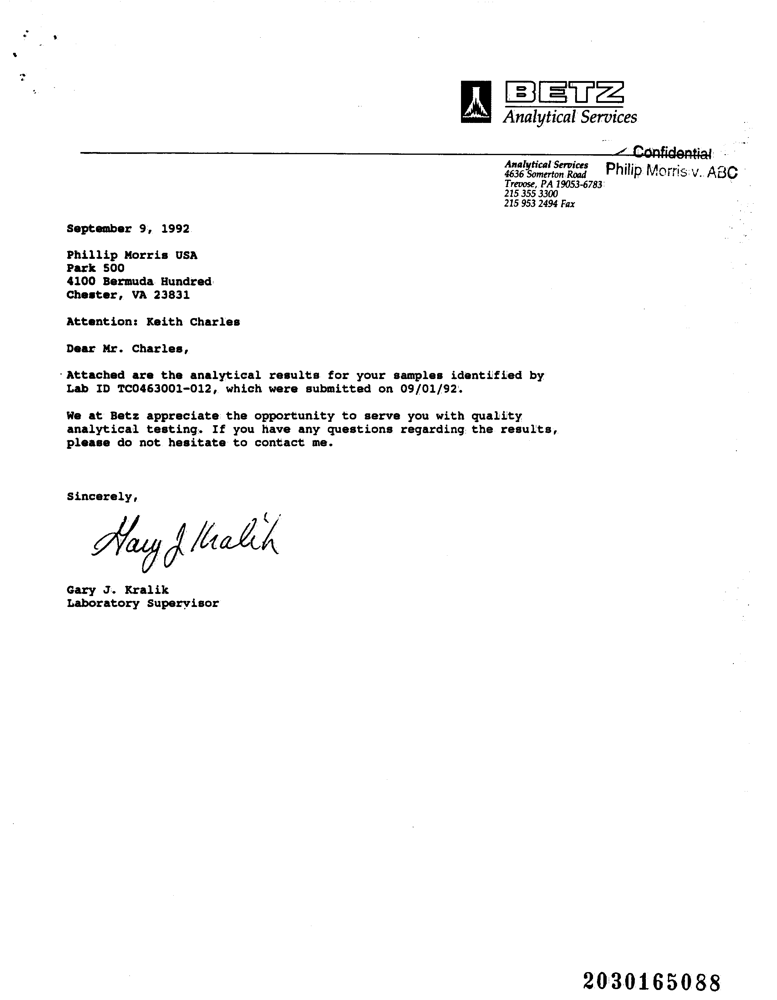 BETZ
Analytical Services
Confidential
Philip Morris v. ABC
Analytical Services
4636 Somerton Road
Trevose, PA 19053-6783
215 355 3300
215 953 2494 Fax
September 9, 1992
Phillip Morris USA
Park 500
4100 Bermuda Hundred
Chester, VA 23831
Attention: Keith Charles
Dear Mr. Charles,
Attached are the analytical results for your samples identified by
Lab ID TC0463001-012, which were submitted on 09/01/92.
We at Betz appreciate the opportunity to serve you with quality
analytical testing. If you have any questions regarding the results,
please do not hesitate to contact me.
Sincerely,
Gary J Kralik
Gary J. Kralik
Laboratory Supervisor
2030165088